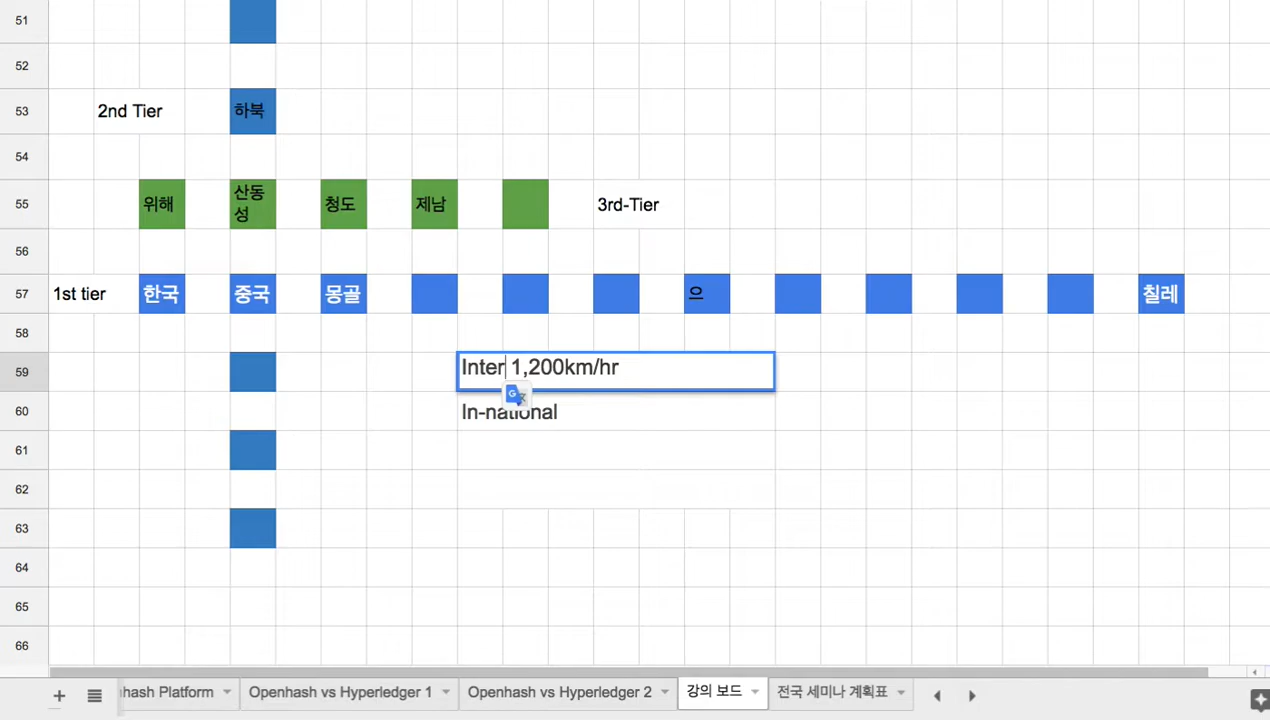 51
52
53
2nd Tier
하북
54
55
위해
산동
성
청도
제남
3rd-Tier
56
57
1st tier
한국
중국
몽골
으
칠레
58
59
Inter 1,200km/hr
60
In-national
61
62
63
64
65
66
hash Platform
Openhash vs Hyperledger 1
Openhash vs Hyperledger 2
강의 보드
전국 세미나 계획표